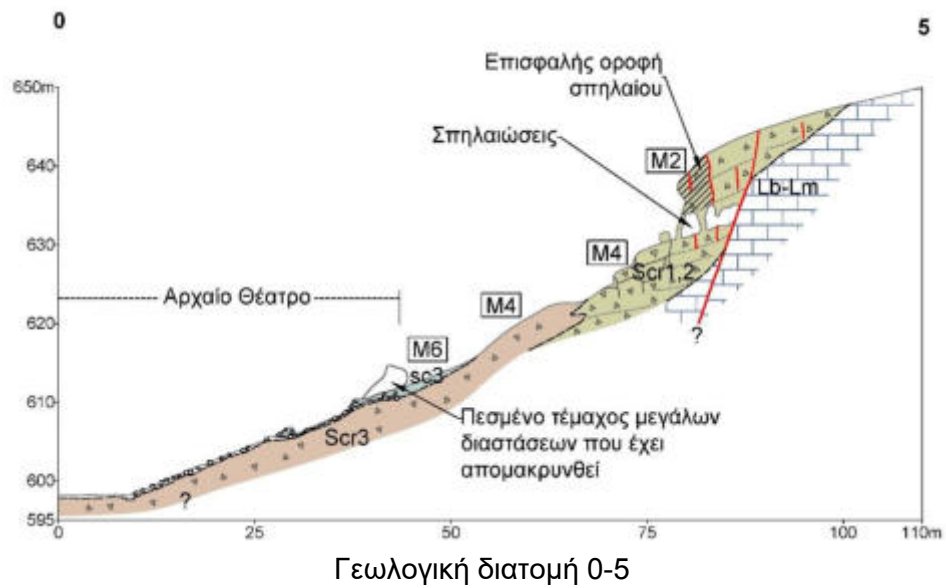 0
5
Επισφαλής οροφή
σπηλαίου
650m
Σπηλαιώσεις
640
M2
Lb-Lm
630
M4
Scr1,2
Αρχαίο Θέατρο
M4
620
?
M6
sc3
610
Πεσμένο τέμαχος μεγάλων
διαστάσεων που έχει
απομακρυνθεί
Scr3
600
?
595
0
25
50
75
100
110m
Γεωλογική διατομή 0-5